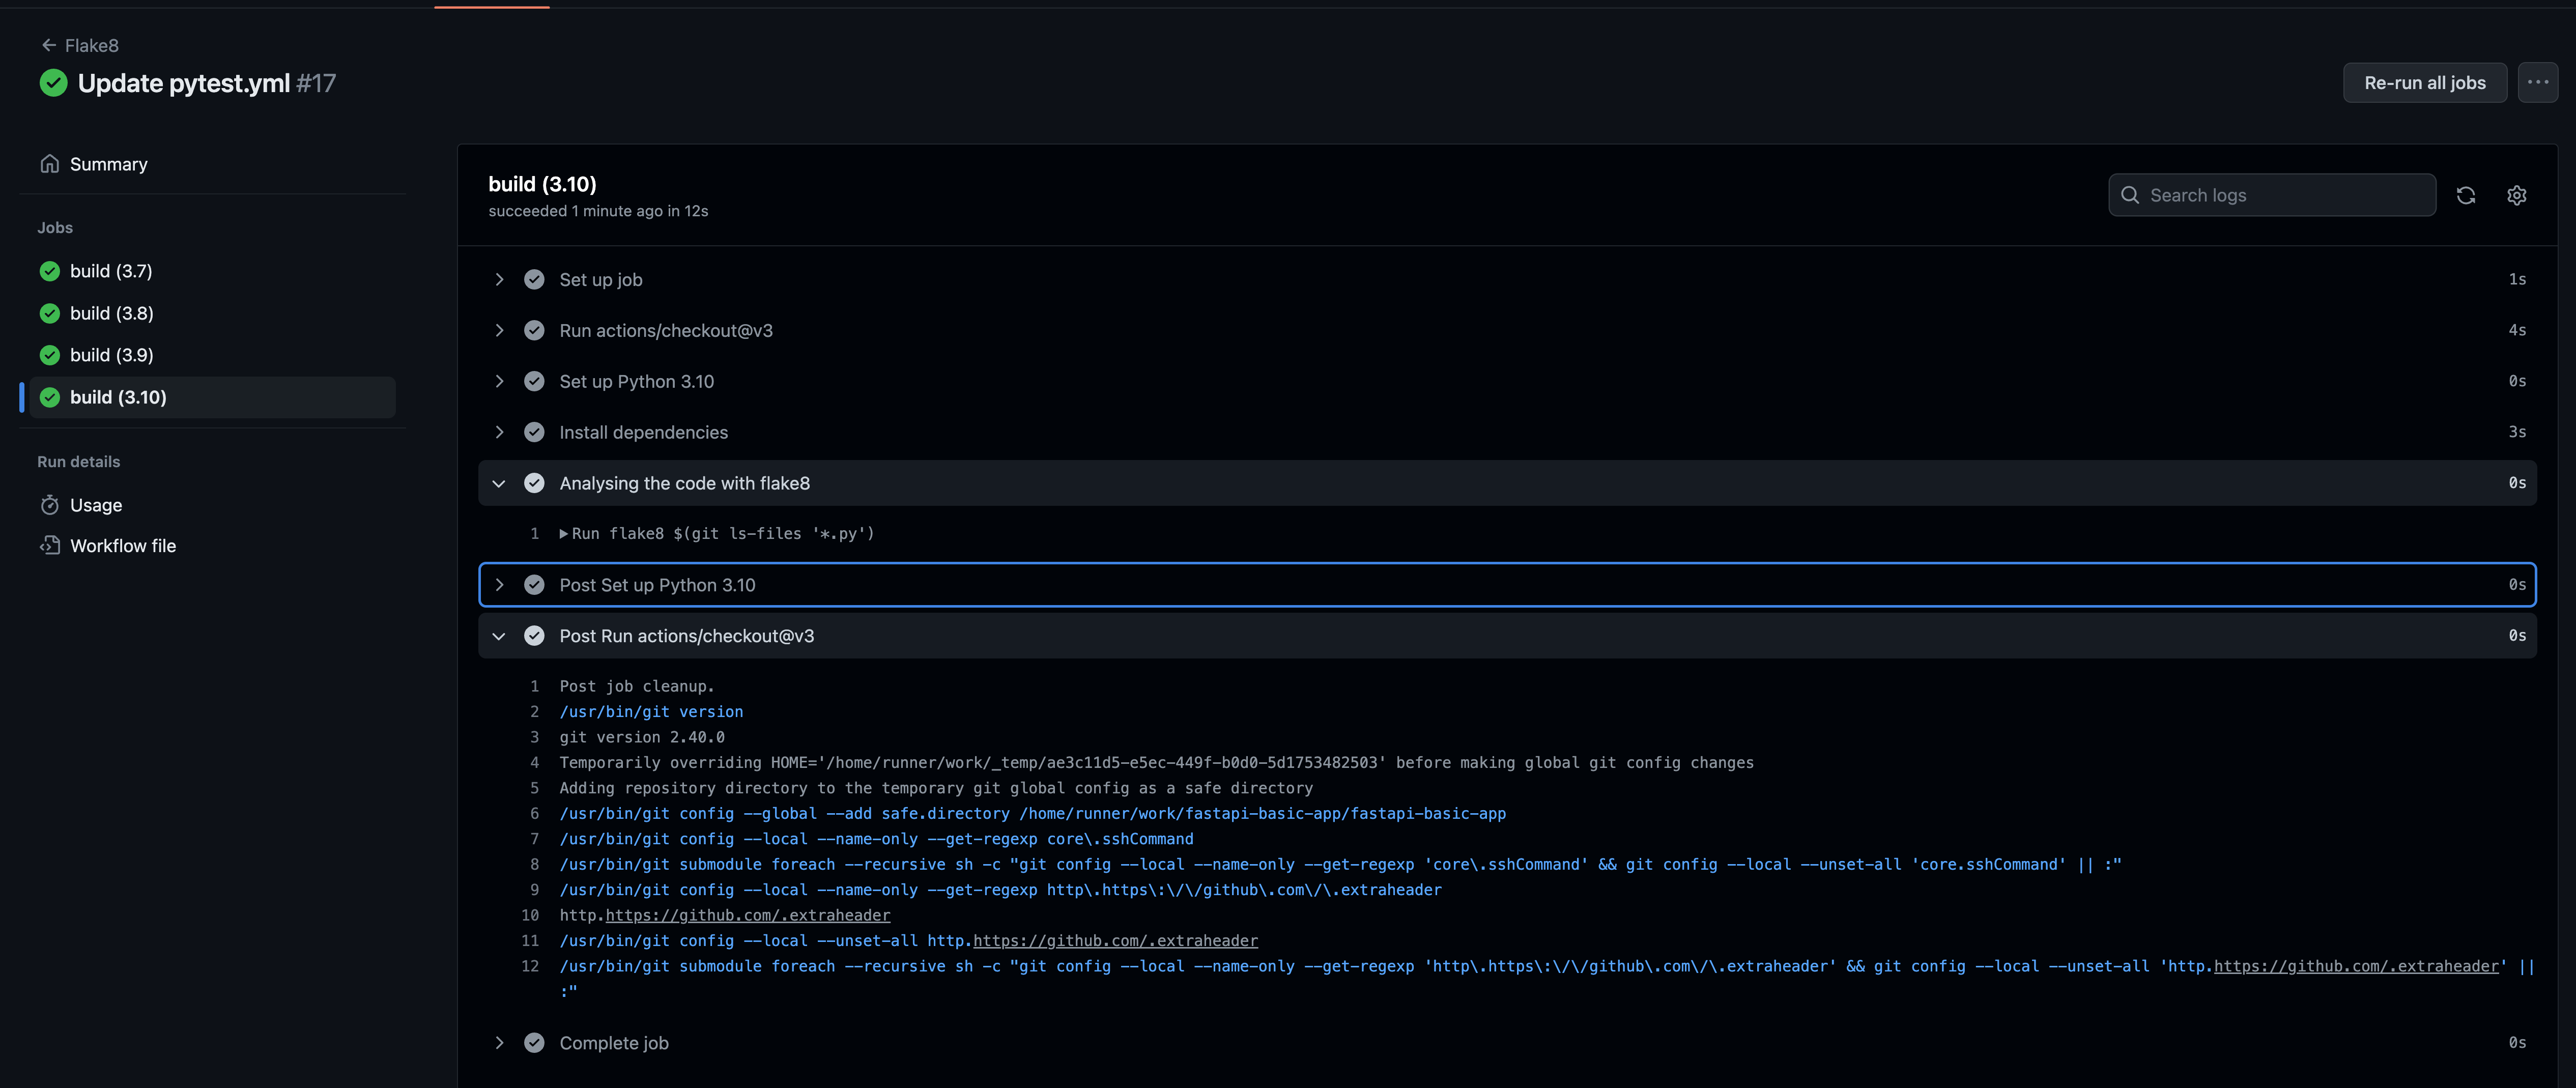 Flake8
Update pytest.yml #17
Re-run all jobs
Summary
Jobs
build (3.7)
build (3.8)
build (3.9)
build (3.10)
Run details
Usage
Workflow file
build (3.10)
succeeded 1 minute ago in 12s
Search logs
Set up job 1s
Run actions/checkout@v3 4s
Set up Python 3.10 0s
Install dependencies 3s
Analysing the code with flake8 0s
1 Run flake8 $(git ls-files '*.py')
Post Set up Python 3.10 0s
Post Run actions/checkout@v3 0s
1 Post job cleanup.
2 /usr/bin/git version
3 git version 2.40.0
4 Temporarily overriding HOME='/home/runner/work/_temp/ae3c11d5-e5ec-449f-b0d0-5d1753482503' before making global git config changes
5 Adding repository directory to the temporary git global config as a safe directory
6 /usr/bin/git config --global --add safe.directory /home/runner/work/fastapi-basic-app/fastapi-basic-app
7 /usr/bin/git config --local --name-only --get-regexp core\.sshCommand
8 /usr/bin/git submodule foreach --recursive sh -c "git config --local --name-only --get-regexp 'core\.sshCommand' && git config --local --unset-all 'core.sshCommand' || :"
9 /usr/bin/git config --local --name-only --get-regexp http\.https\:\/\/github\.com\/\.extraheader
10 http.https://github.com/.extraheader
11 /usr/bin/git config --local --unset-all http.https://github.com/.extraheader
12 /usr/bin/git submodule foreach --recursive sh -c "git config --local --name-only --get-regexp 'http\.https\:\/\/github\.com\/\.extraheader' && git config --local --unset-all 'http.https://github.com/.extraheader' ||
:"
Complete job 0s